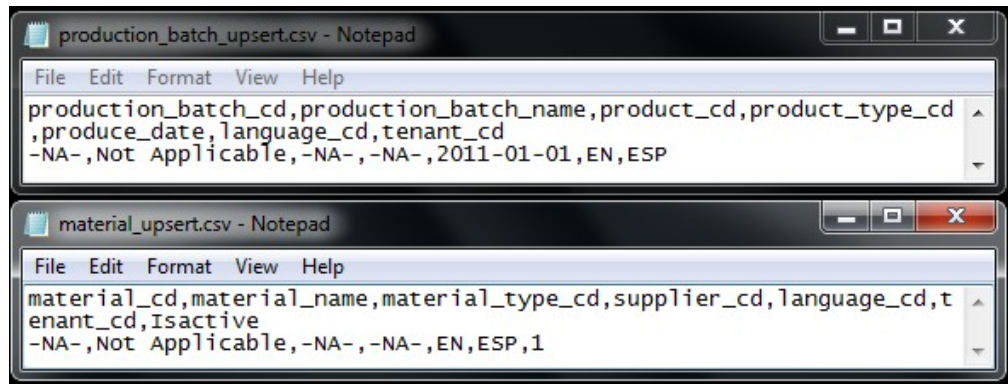 production_batch_upsert.csv - Notepad
File Edit Format View Help
production_batch_cd,production_batch_name,product_cd,product_type_cd
,produce_date,language_cd,tenant_cd
-NA-,Not Applicable,-NA-,-NA-,2011-01-01,EN,ESP
material_upsert.csv - Notepad
File Edit Format View Help
material_cd,material_name,material_type_cd,supplier_cd,language_cd,t
enant_cd,Isactive
-NA-,Not Applicable,-NA-,-NA-,EN,ESP,1